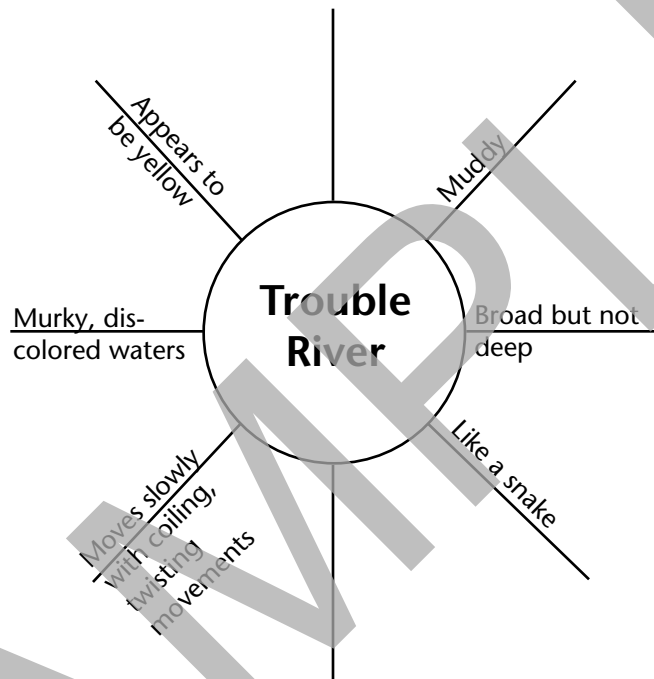 Appears to
be yellow
Muddy
Trouble
River
Murky, dis-
colored waters
Broad but not
deep
Moves slowly
with coiling,
twisting
movements
Like a snake